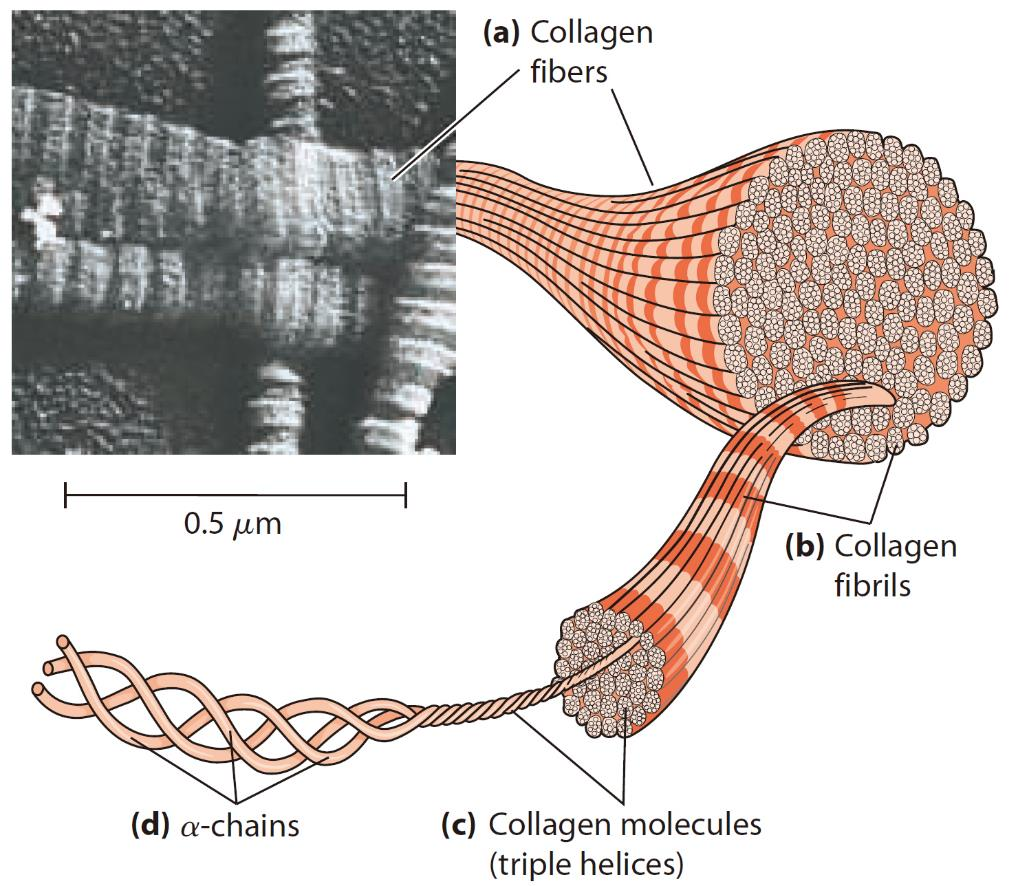 (a) Collagen
fibers
0.5 μm
(b) Collagen
fibrils
(d) α-chains
(c) Collagen molecules
(triple helices)